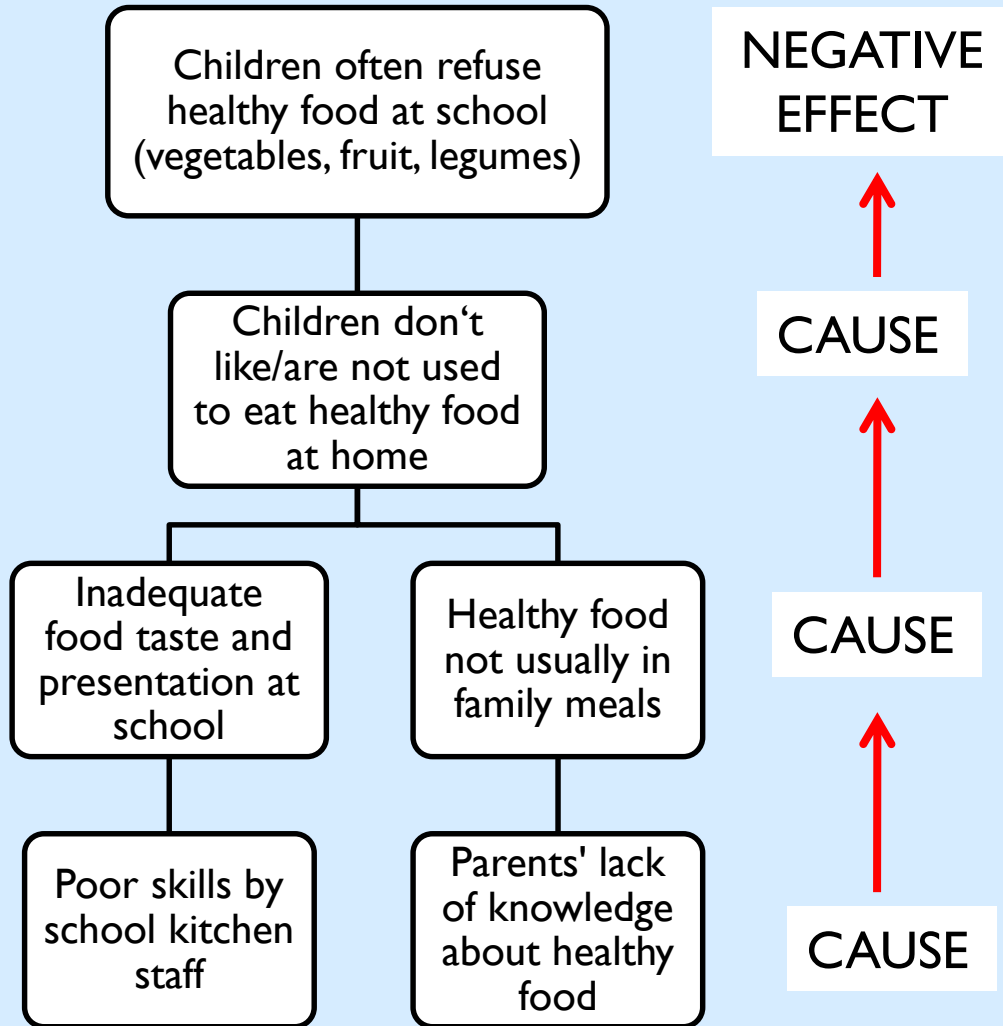 Children often refuse
healthy food at school
(vegetables, fruit, legumes)
NEGATIVE
EFFECT
Children don‘t
like/are not used
to eat healthy food
at home
CAUSE
Inadequate
food taste and
presentation at
school
Healthy food
not usually in
family meals
CAUSE
Poor skills by
school kitchen
staff
Parents' lack
of knowledge
about healthy
food
CAUSE